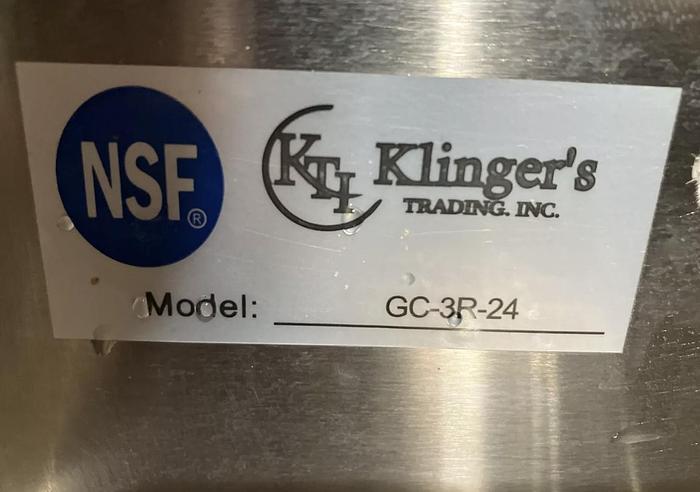 NSF®
KTI Klinger's
TRADING. INC.
Model: GC-3R-24